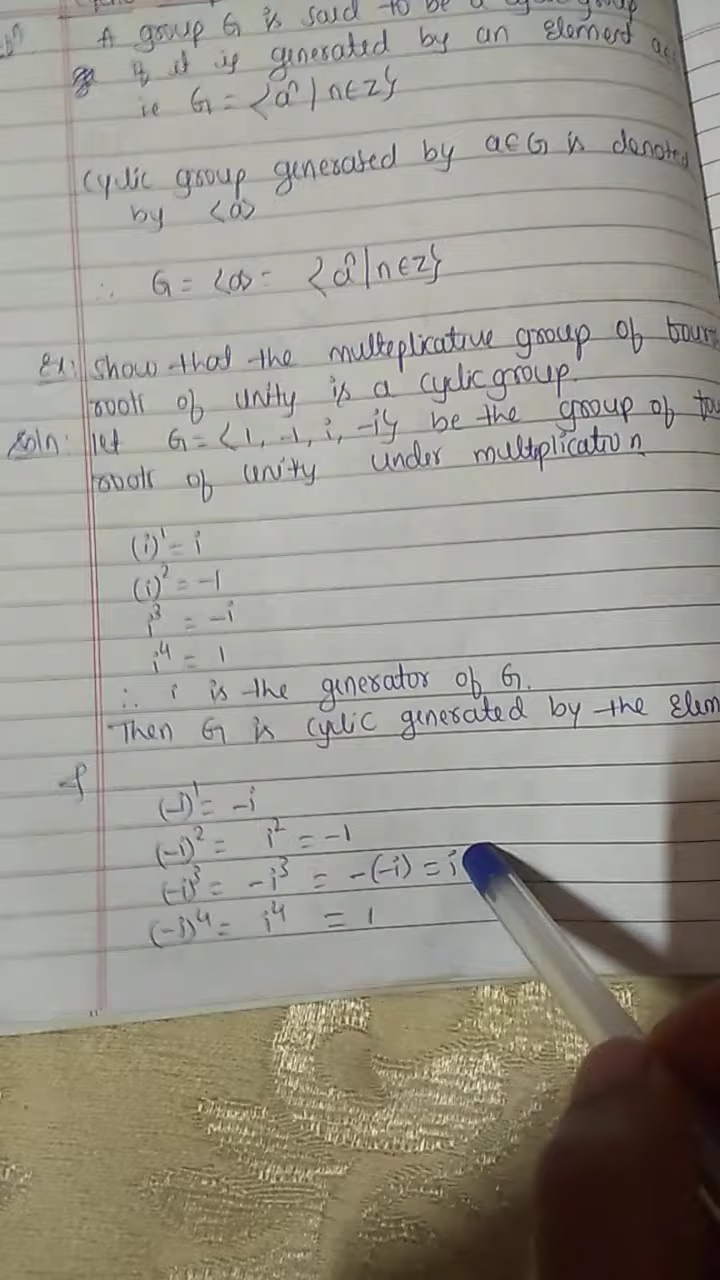 A group G is said to be a cyclic group
if it is generated by an element
ie G = {aⁿ / n∈Z}
Cyclic group generated by a∈G is denoted
by <a>
∴ G = <a> = {aⁿ | n∈Z}
Ex: Show that the multeplicative group of
roots of unity is a cyclic group.
Soln: let G = {1, -1, i, -i} be the group of
roots of unity under multiplication
(i)¹ = i
(i)² = -1
i³ = -i
i⁴ = 1
∴ i is the generator of G.
Then G is cyclic generated by the
(-i)¹ = -i
(-i)² = i² = -1
(-i)³ = -i³ = -(-i) = i
(-i)⁴ = i⁴ = 1